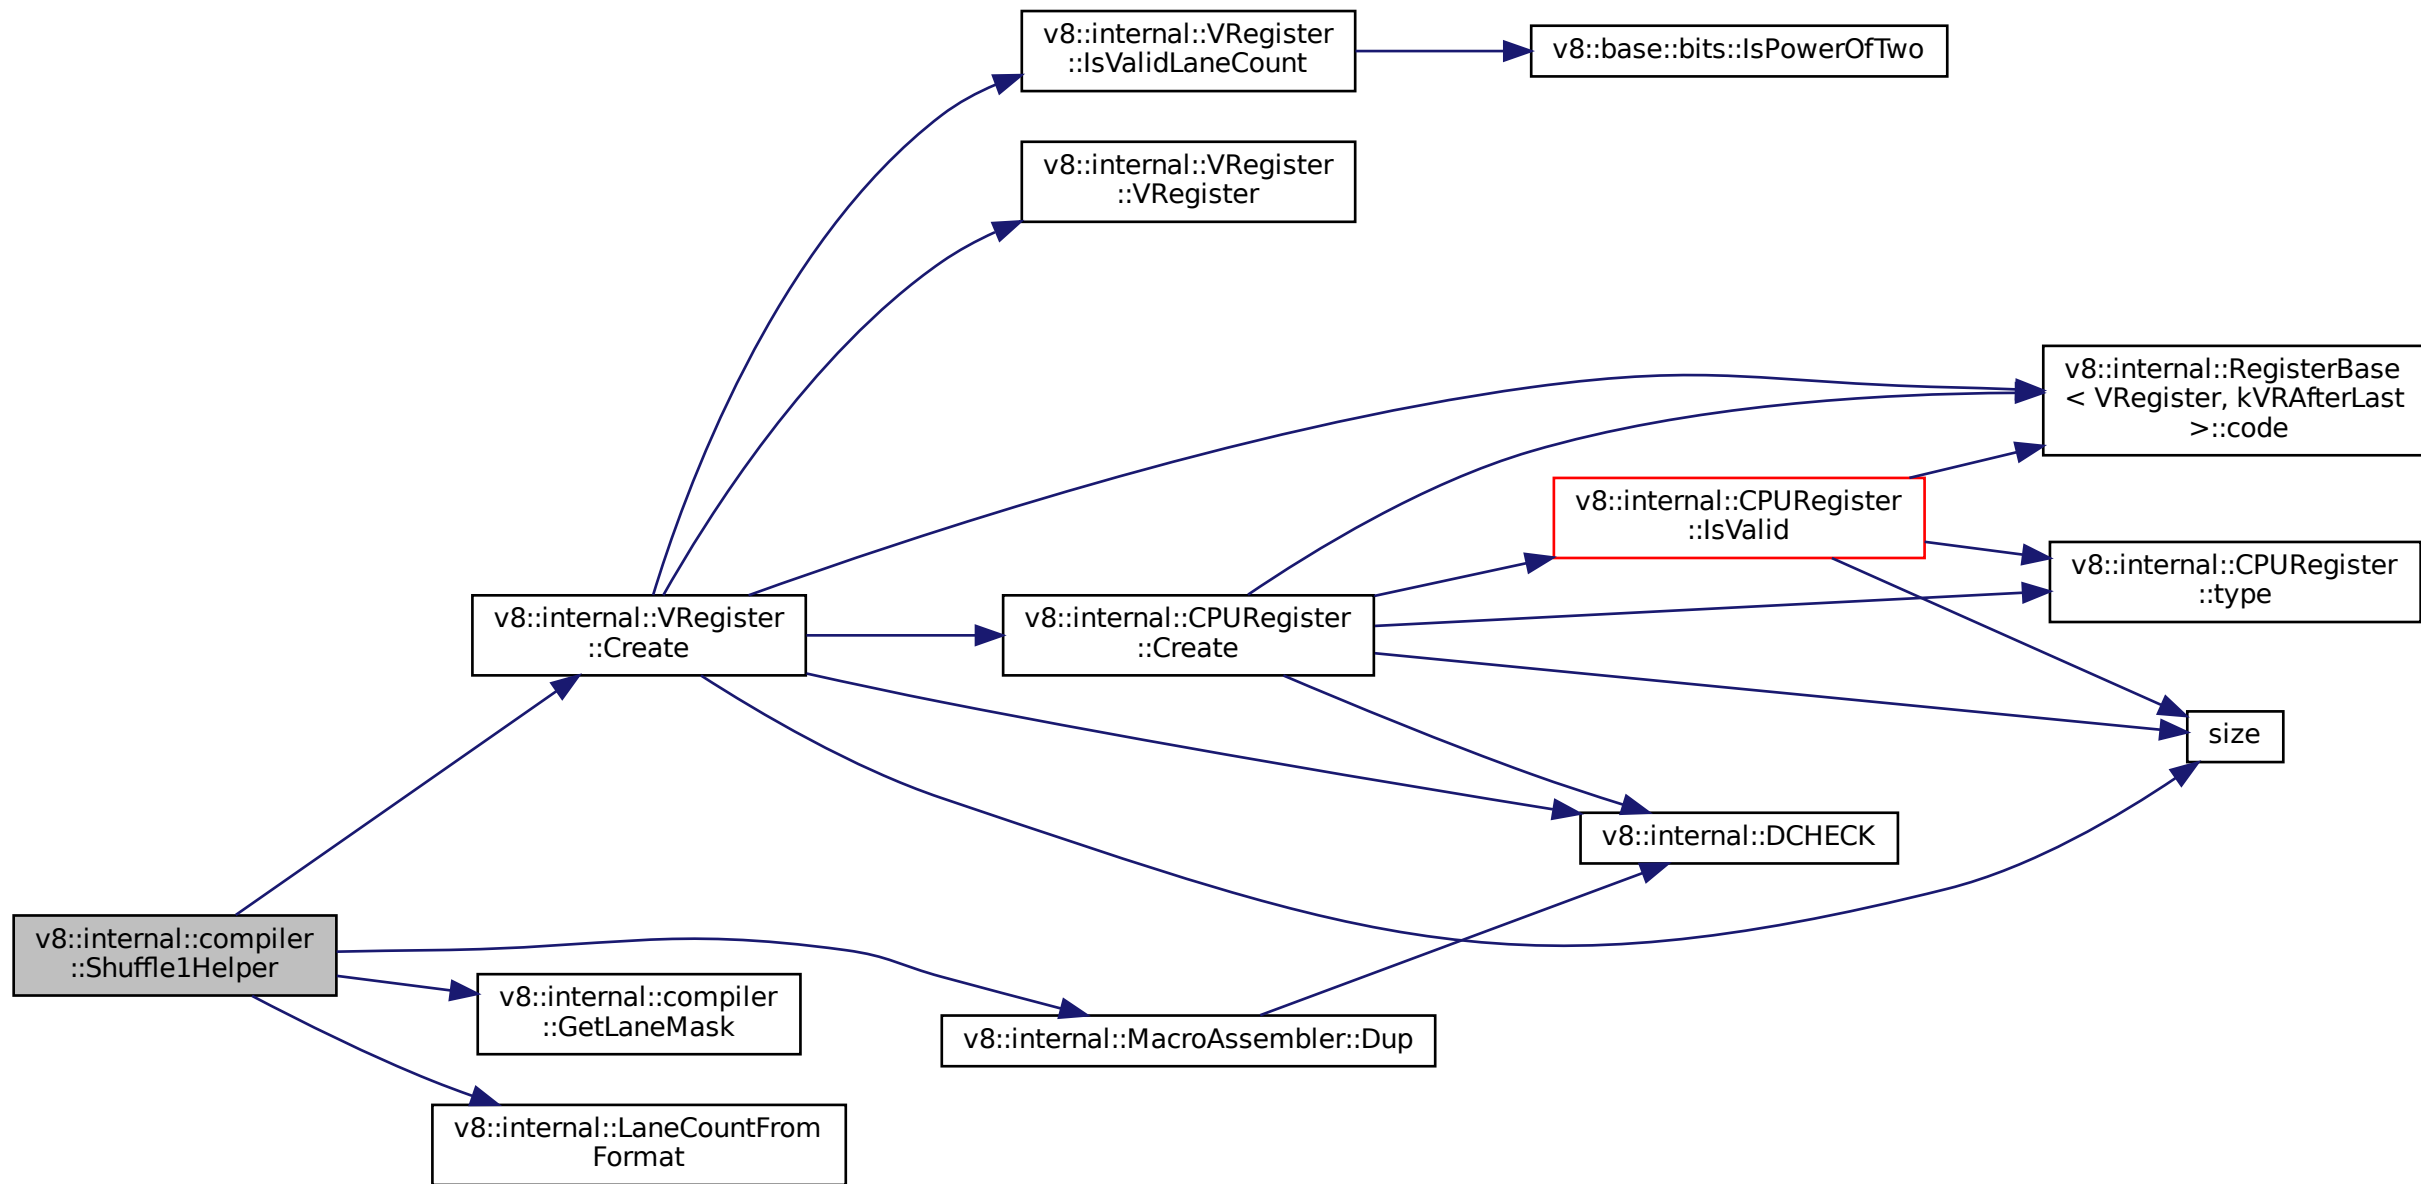 v8::internal::VRegister
::IsValidLaneCount
v8::base::bits::IsPowerOfTwo
v8::internal::VRegister
::VRegister
v8::internal::RegisterBase
< VRegister, kVRAfterLast
>::code
v8::internal::CPURegister
::IsValid
v8::internal::CPURegister
::type
v8::internal::VRegister
::Create
v8::internal::CPURegister
::Create
size
v8::internal::DCHECK
v8::internal::compiler
::Shuffle1Helper
v8::internal::compiler
::GetLaneMask
v8::internal::MacroAssembler::Dup
v8::internal::LaneCountFrom
Format